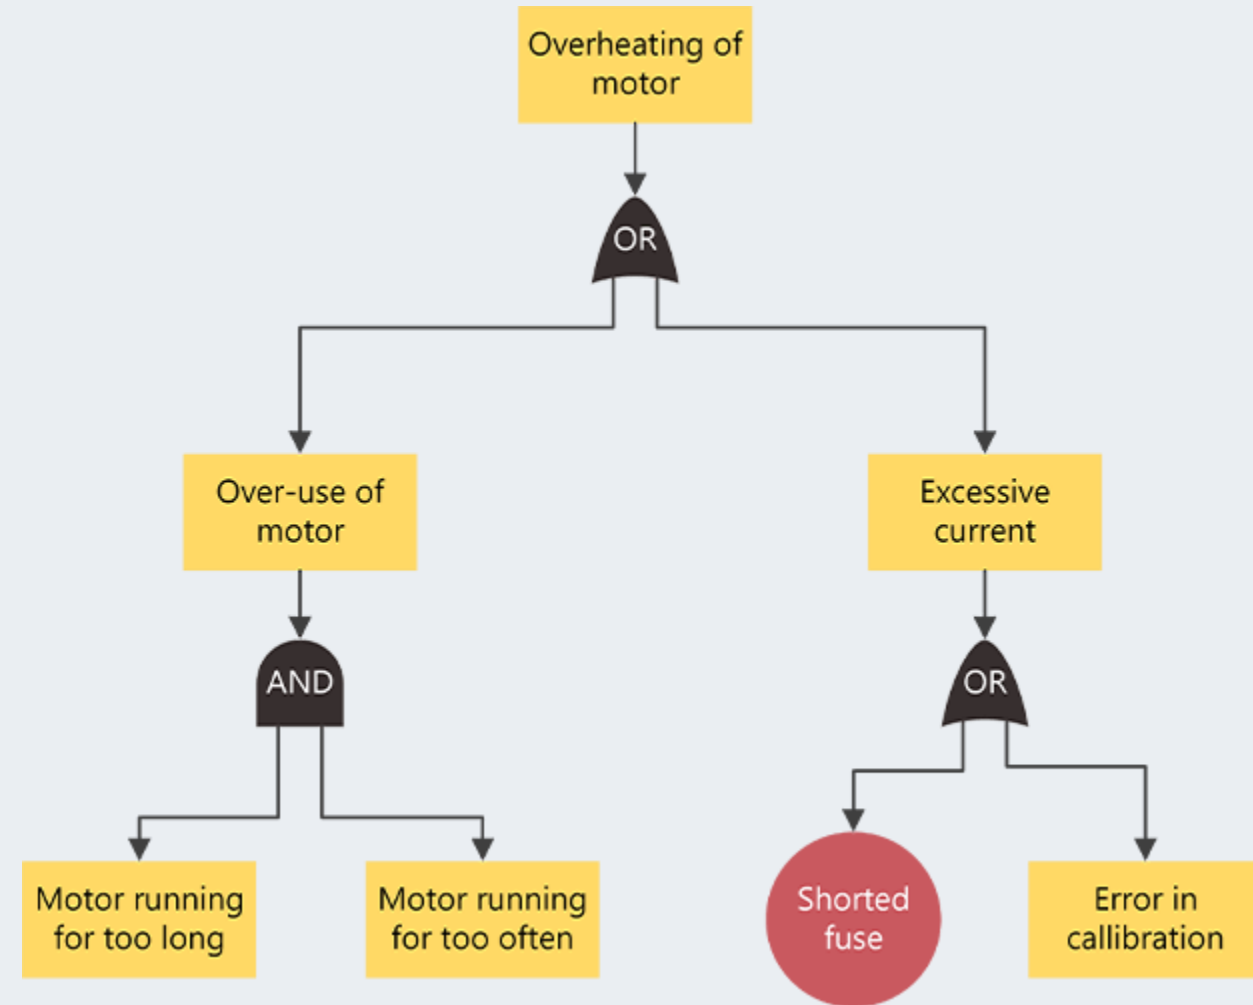 Overheating of
motor
OR
Over-use of
motor
Excessive
current
AND
OR
Motor running
for too long
Motor running
for too often
Shorted
fuse
Error in
callibration